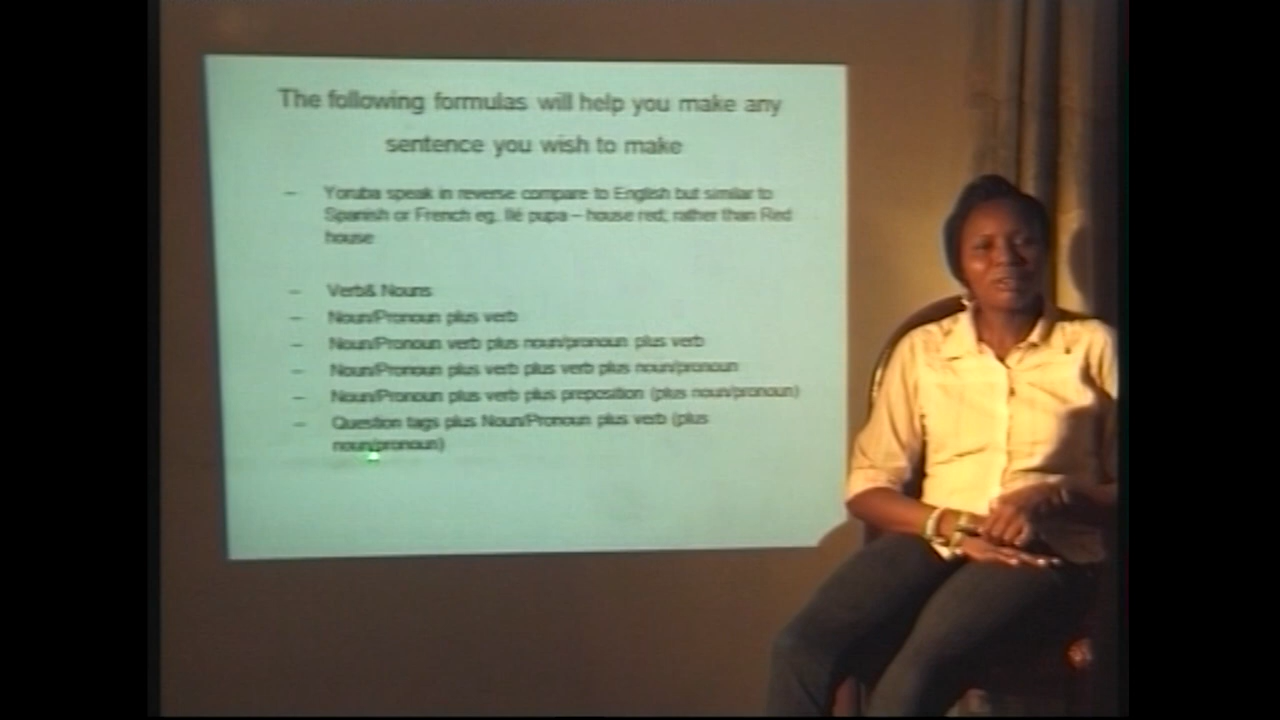 The following formulas will help you make any
sentence you wish to make
– Yoruba speak in reverse compare to English but similar to
Spanish or French eg. Ilé pupa – house red; rather than Red
house
– Verb& Nouns
– Noun/Pronoun plus verb
– Noun/Pronoun verb plus noun/pronoun plus verb
– Noun/Pronoun plus verb plus verb plus noun/pronoun
– Noun/Pronoun plus verb plus preposition (plus noun/pronoun)
– Question tags plus Noun/Pronoun plus verb (plus
noun/pronoun)